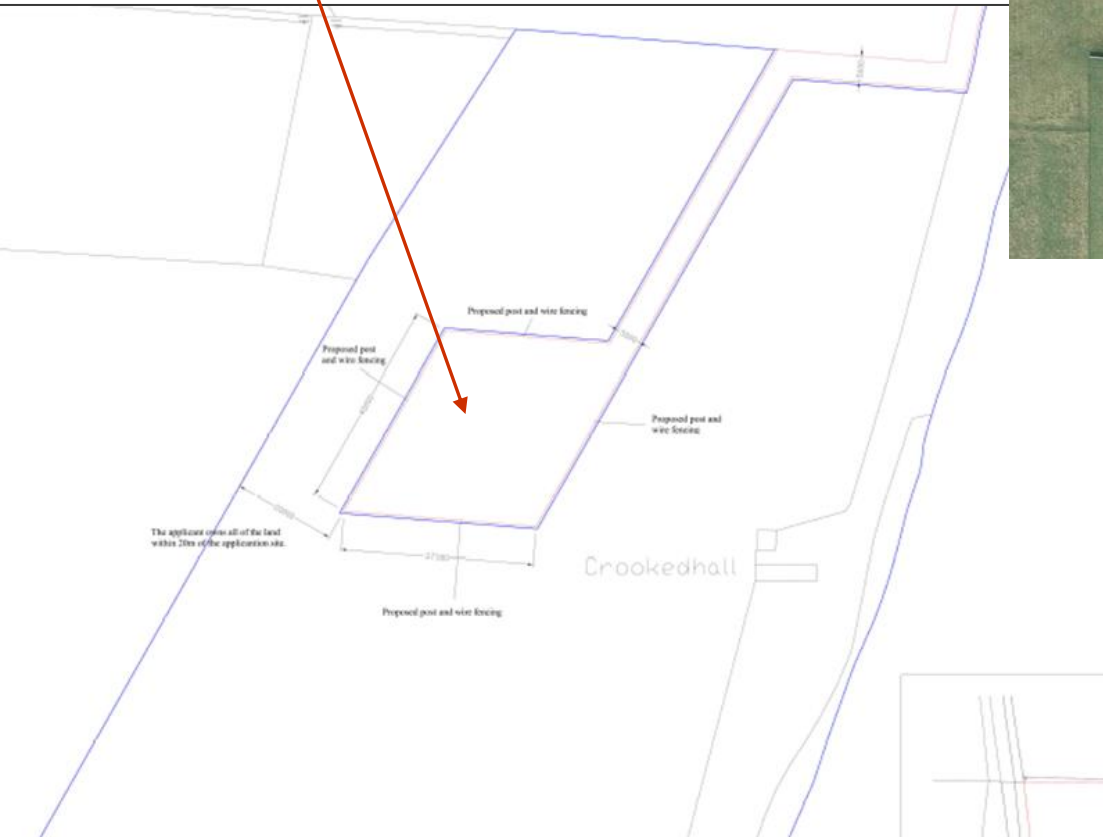 Proposed post and wire fencing
Proposed post
and wire fencing
Proposed post and
wire fencing
The applicant owns all of the land
within 20m of the applicantion site.
Crookedhall
Proposed post and wire fencing